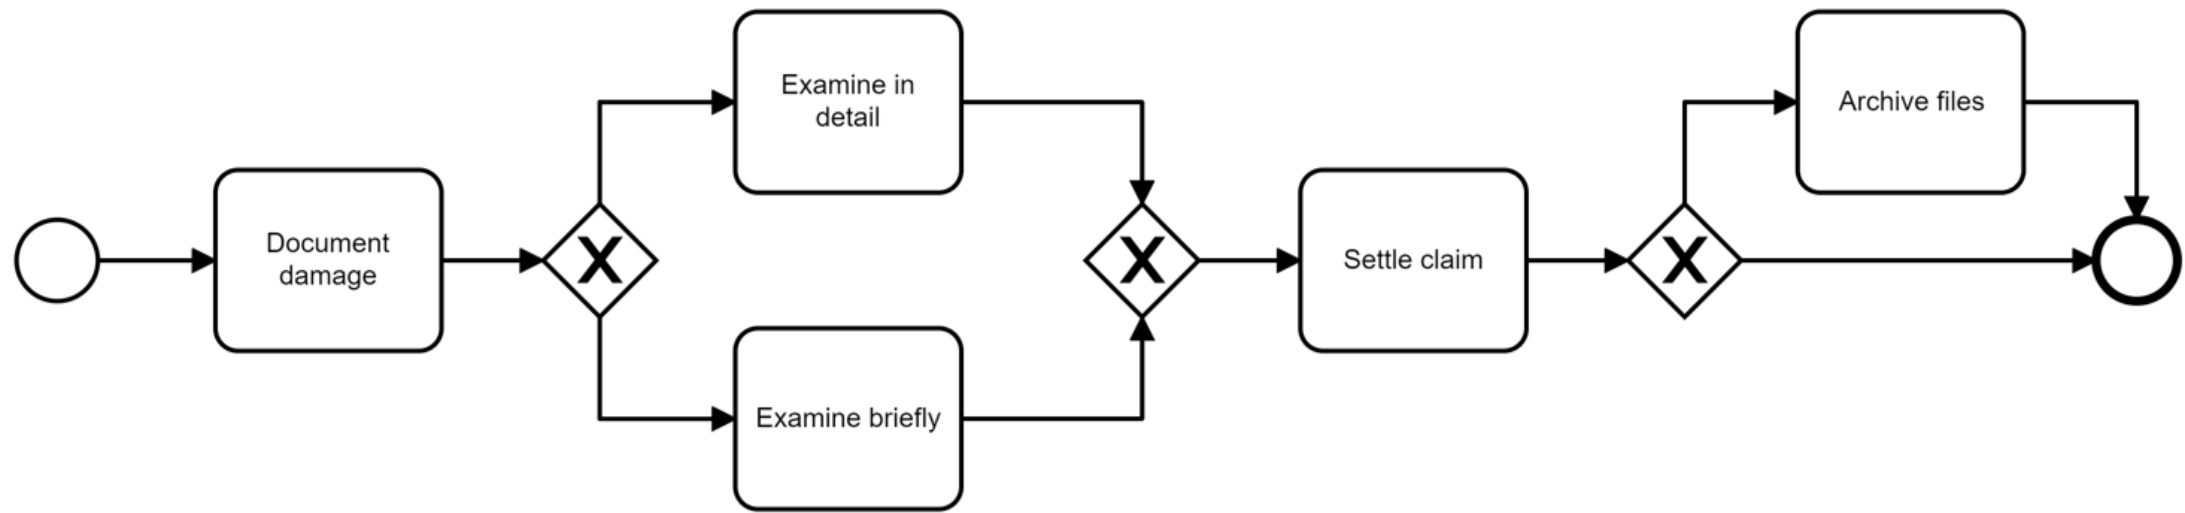 Document
damage
X
Examine in
detail
Examine briefly
X
Settle claim
X
Archive files